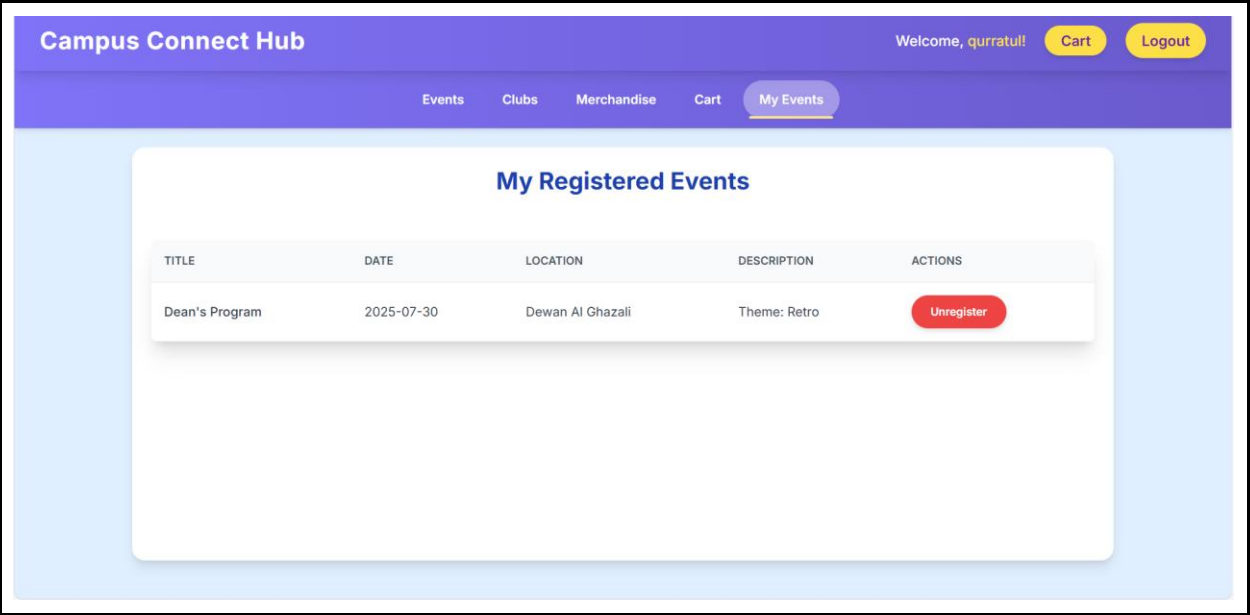 Campus Connect Hub
Welcome, qurratul! Cart Logout
Events Clubs Merchandise Cart My Events
My Registered Events
TITLE DATE LOCATION DESCRIPTION ACTIONS
Dean's Program 2025-07-30 Dewan Al Ghazali Theme: Retro Unregister